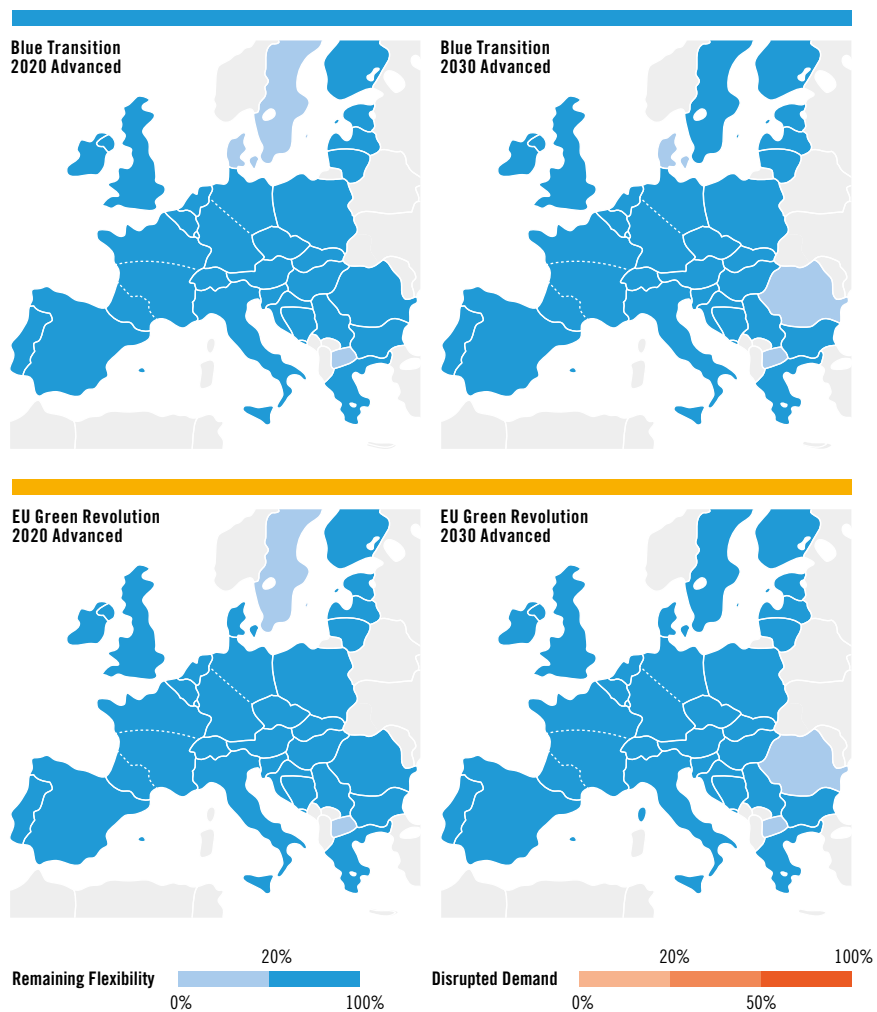 Blue Transition
2020 Advanced
Blue Transition
2030 Advanced
EU Green Revolution
2020 Advanced
EU Green Revolution
2030 Advanced
20%
Remaining Flexibility
0%
100%
20%
100%
Disrupted Demand
0%
50%